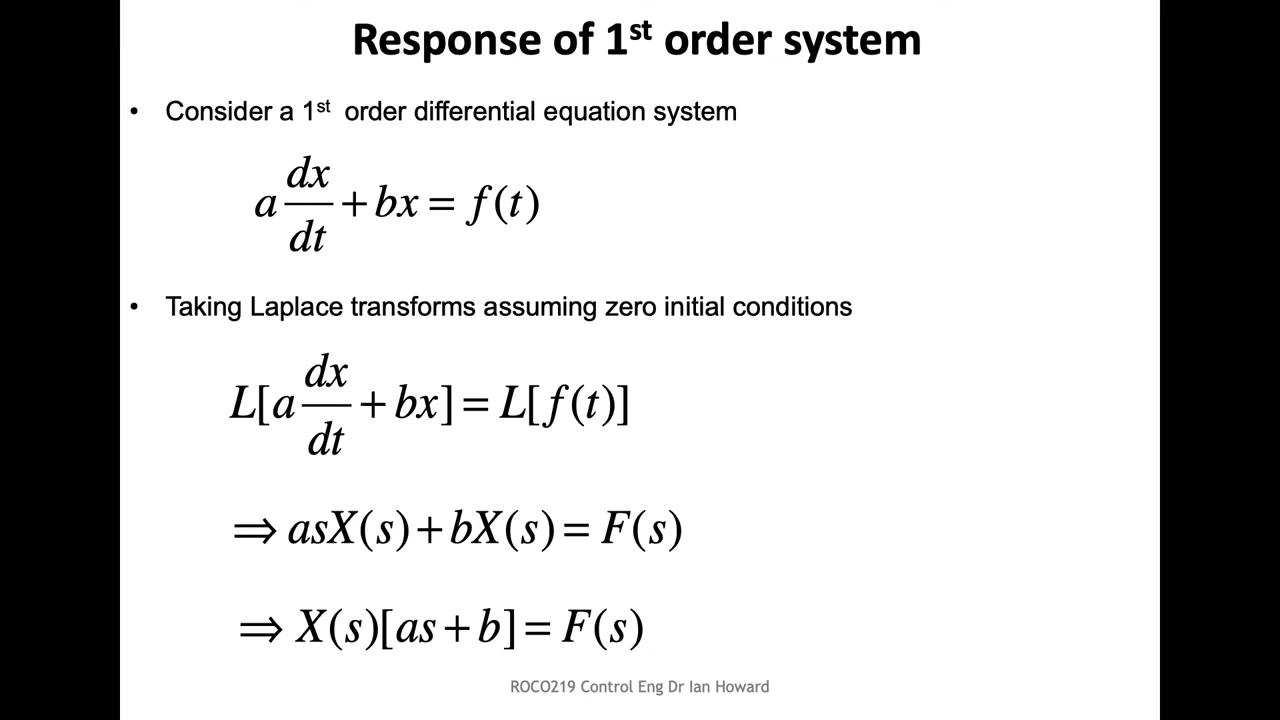 Response of 1st order system
• Consider a 1st order differential equation system
a dx/dt + bx = f(t)
• Taking Laplace transforms assuming zero initial conditions
L[a dx/dt + bx] = L[f(t)]
⇒ asX(s) + bX(s) = F(s)
⇒ X(s)[as + b] = F(s)
ROCO219 Control Eng Dr Ian Howard